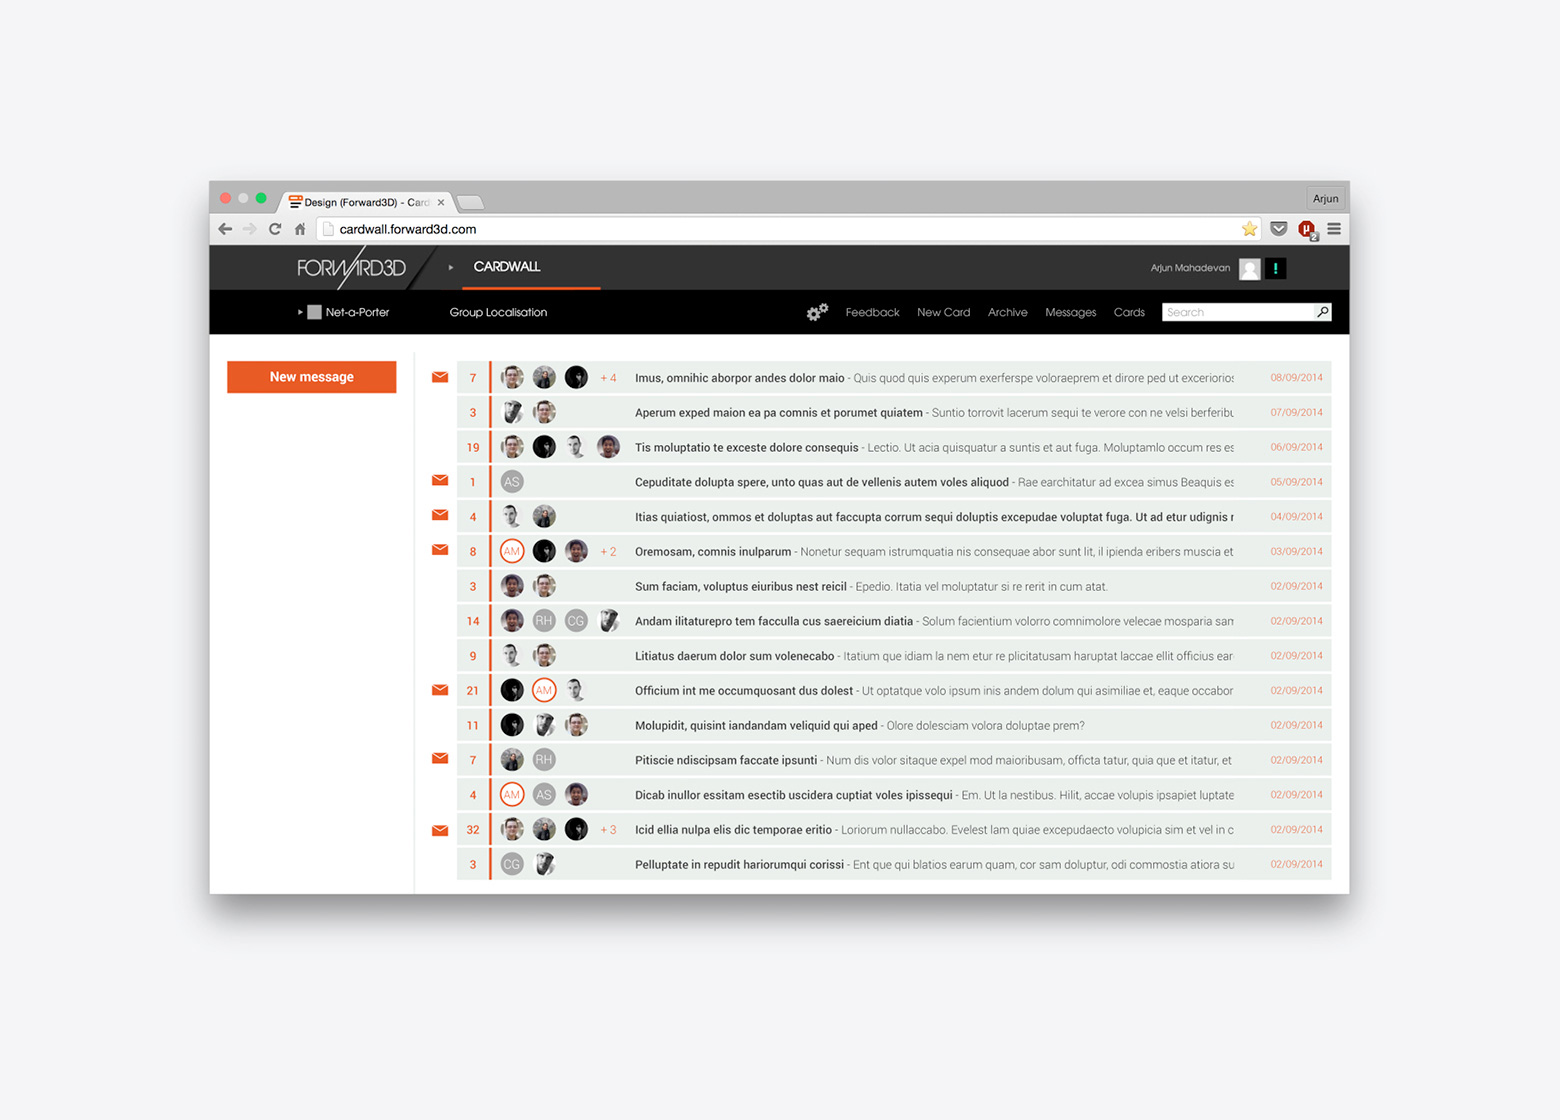 Design (Forward3D) - Card
Arjun
cardwall.forward3d.com
2
FORWARD3D
CARDWALL
Arjun Mahadevan
!
Net-a-Porter
Group Localisation
Feedback
New Card
Archive
Messages
Cards
Search
New message
7 + 4 Imus, omnihic aborpor andes dolor maio - Quis quod quis experum exerferspe voloraeprem et dirore ped ut excerior 08/09/2014
3 Aperum exped maion ea pa comnis et porumet quiatem - Suntio torrovit lacerum sequi te verore con ne velsi berferibu 07/09/2014
19 Tis moluptatio te exceste dolore consequis - Lectio. Ut acia quisquatur a suntis et aut fuga. Moluptamlo occum res es 06/09/2014
1 AS Cepuditate dolupta spere, unto quas aut de vellenis autem voles aliquod - Rae earchitatur ad excea simus Beaquis es 05/09/2014
4 Itias quiatiost, ommos et doluptas aut faccupta corrum sequi doluptis excepudae voluptat fuga. Ut ad etur udignis 04/09/2014
8 AM + 2 Oremosam, comnis inulparum - Nonetur sequam istrumquatia nis consequae abor sunt lit, il ipienda eribers muscia et 03/09/2014
3 Sum faciam, voluptus eiuribus nest reicil - Epedio. Itatia vel moluptatur si re rerit in cum atat. 02/09/2014
14 RH CG Andam ilitaturepro tem facculla cus saereicium diatia - Solum facientium volorro comnimolore velecae mosparia sam 02/09/2014
9 Litiatus daerum dolor sum volenecabo - Itatium que idiam la nem etur re plicitatusam haruptat laccae ellit officius ear 02/09/2014
21 AM Officium int me occumquosant dus dolest - Ut optatque volo ipsum inis andem dolum qui asimiliae et, eaque occabor 02/09/2014
11 Molupidit, quisint iandandam veliquid qui aped - Olore dolesciam volora doluptae prem? 02/09/2014
7 RH Pitiscie ndiscipsam faccate ipsunti - Num dis volor sitaque expel mod maioribusam, officta tatur, quia que et itatur, et 02/09/2014
4 AM AS Dicab inullor essitam esectib uscidera cuptiat voles ipissequi - Em. Ut la nestibus. Hilit, accae volupis ipsapiet luptate 02/09/2014
32 + 3 Icid ellia nulpa elis dic temporae eritio - Loriorum nullaccabo. Evelest lam quiae excepudaecto volupicia sim et vel in c 02/09/2014
3 CG Pelluptate in repudit hariorumqui corissi - Ent que qui blatios earum quam, cor sam doluptur, odi commostia atiora su 02/09/2014